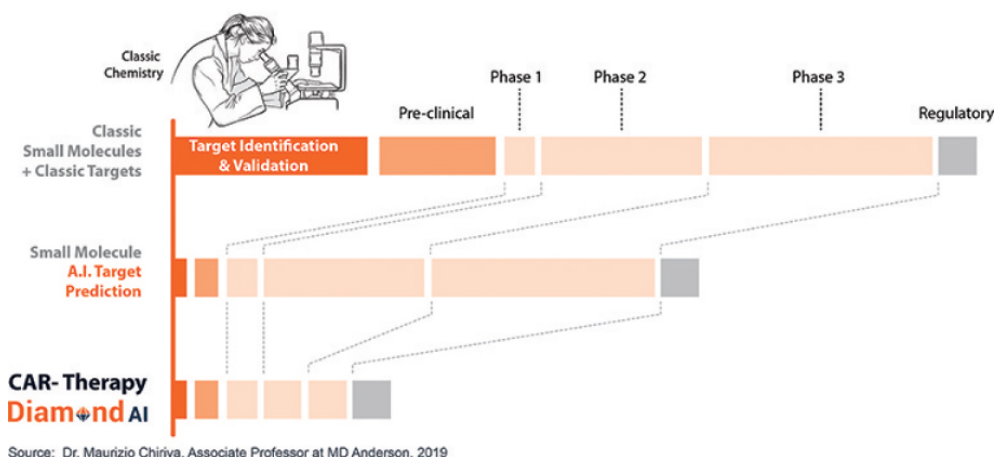 Classic
Chemistry
Phase 1
Phase 2
Phase 3
Pre-clinical
Regulatory
Classic
Small Molecules
+ Classic Targets
Target Identification
& Validation
Small Molecule
A.I. Target
Prediction
CAR- Therapy
Diamond AI
Source: Dr. Maurizio Chiriva, Associate Professor at MD Anderson, 2019